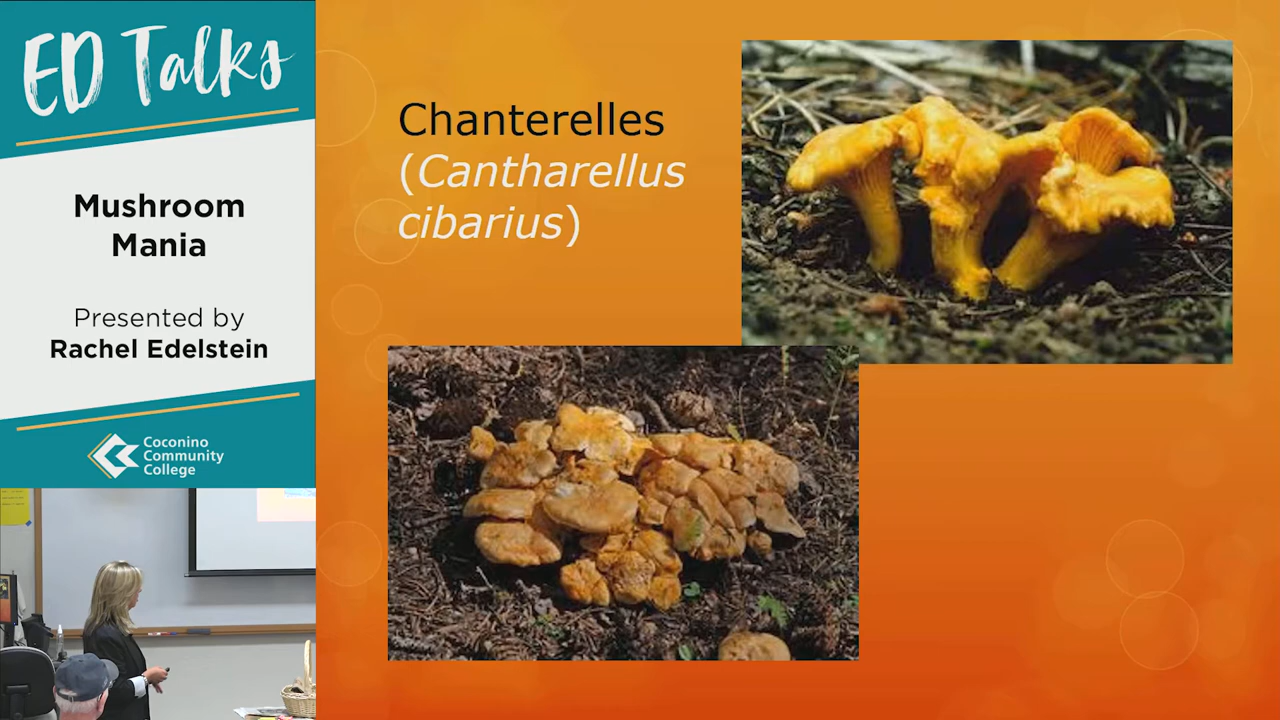 ED Talks
Mushroom
Mania
Presented by
Rachel Edelstein
Coconino
Community
College
Chanterelles
(Cantharellus
cibarius)